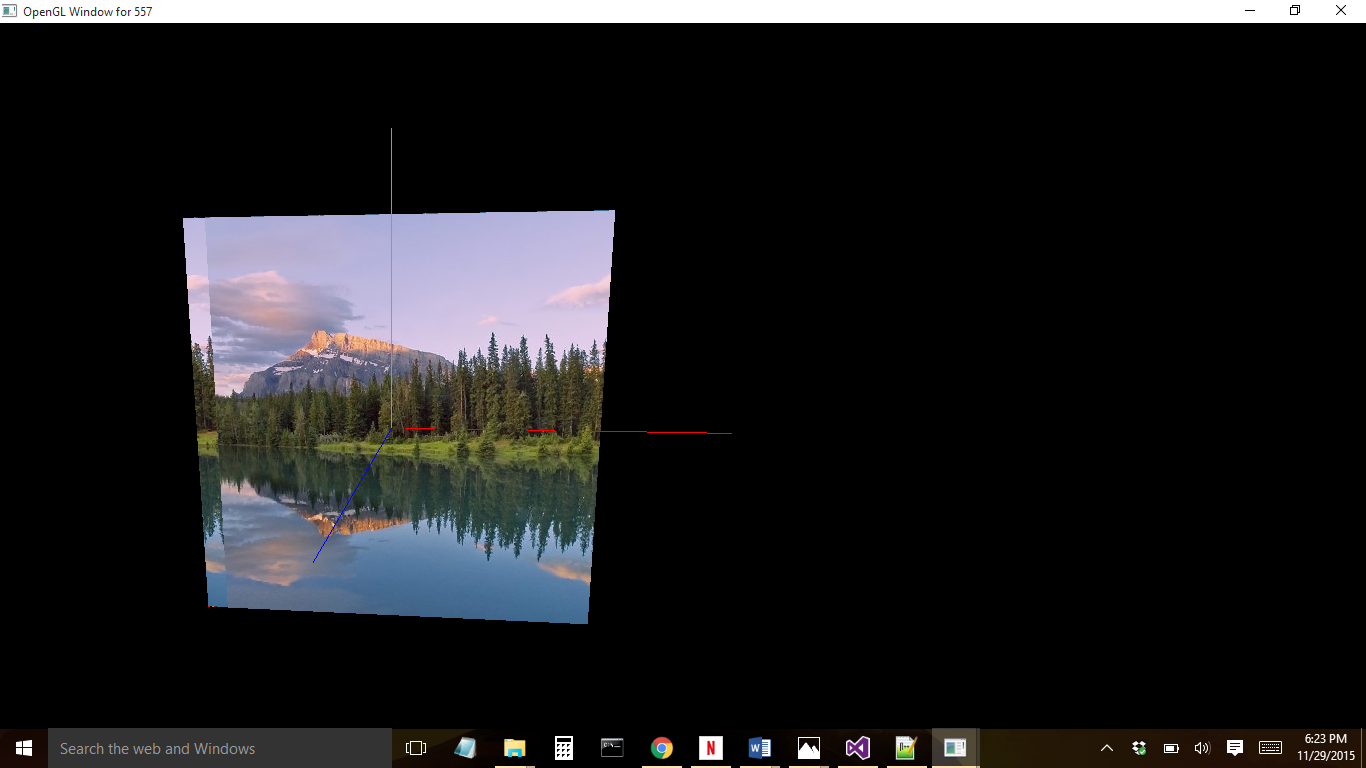 OpenGL Window for 557
Search the web and Windows
N
W
6:23 PM
11/29/2015